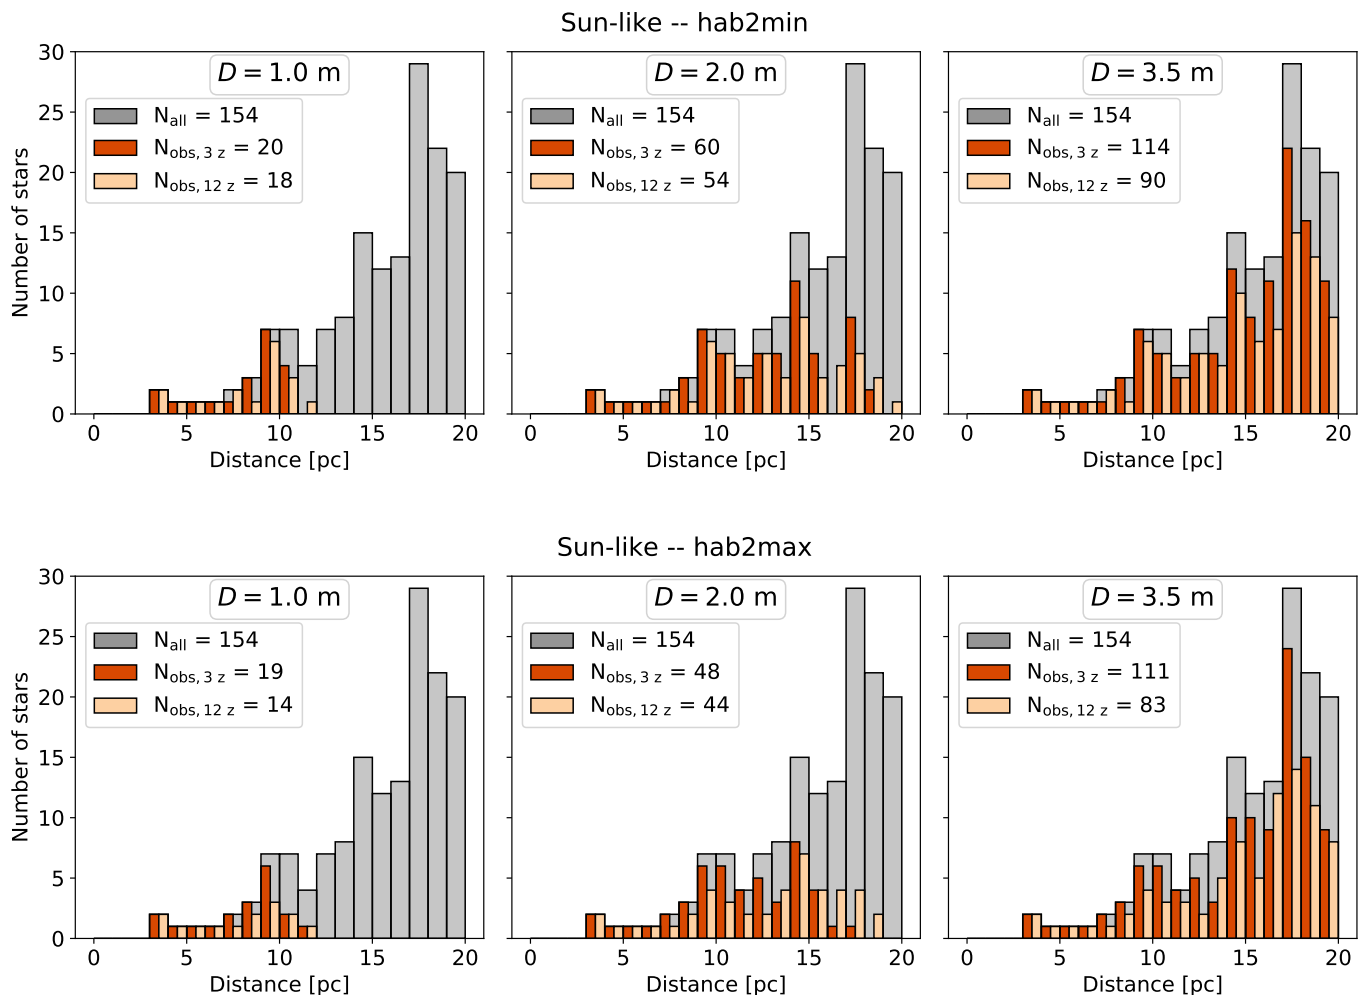 Sun-like -- hab2min
D = 1.0 m
N_all = 154
N_obs, 3 z = 20
N_obs, 12 z = 18
30
25
20
15
10
5
0
Number of stars
0 5 10 15 20
Distance [pc]
D = 2.0 m
N_all = 154
N_obs, 3 z = 60
N_obs, 12 z = 54
0 5 10 15 20
Distance [pc]
D = 3.5 m
N_all = 154
N_obs, 3 z = 114
N_obs, 12 z = 90
0 5 10 15 20
Distance [pc]
Sun-like -- hab2max
D = 1.0 m
N_all = 154
N_obs, 3 z = 19
N_obs, 12 z = 14
30
25
20
15
10
5
0
Number of stars
0 5 10 15 20
Distance [pc]
D = 2.0 m
N_all = 154
N_obs, 3 z = 48
N_obs, 12 z = 44
0 5 10 15 20
Distance [pc]
D = 3.5 m
N_all = 154
N_obs, 3 z = 111
N_obs, 12 z = 83
0 5 10 15 20
Distance [pc]